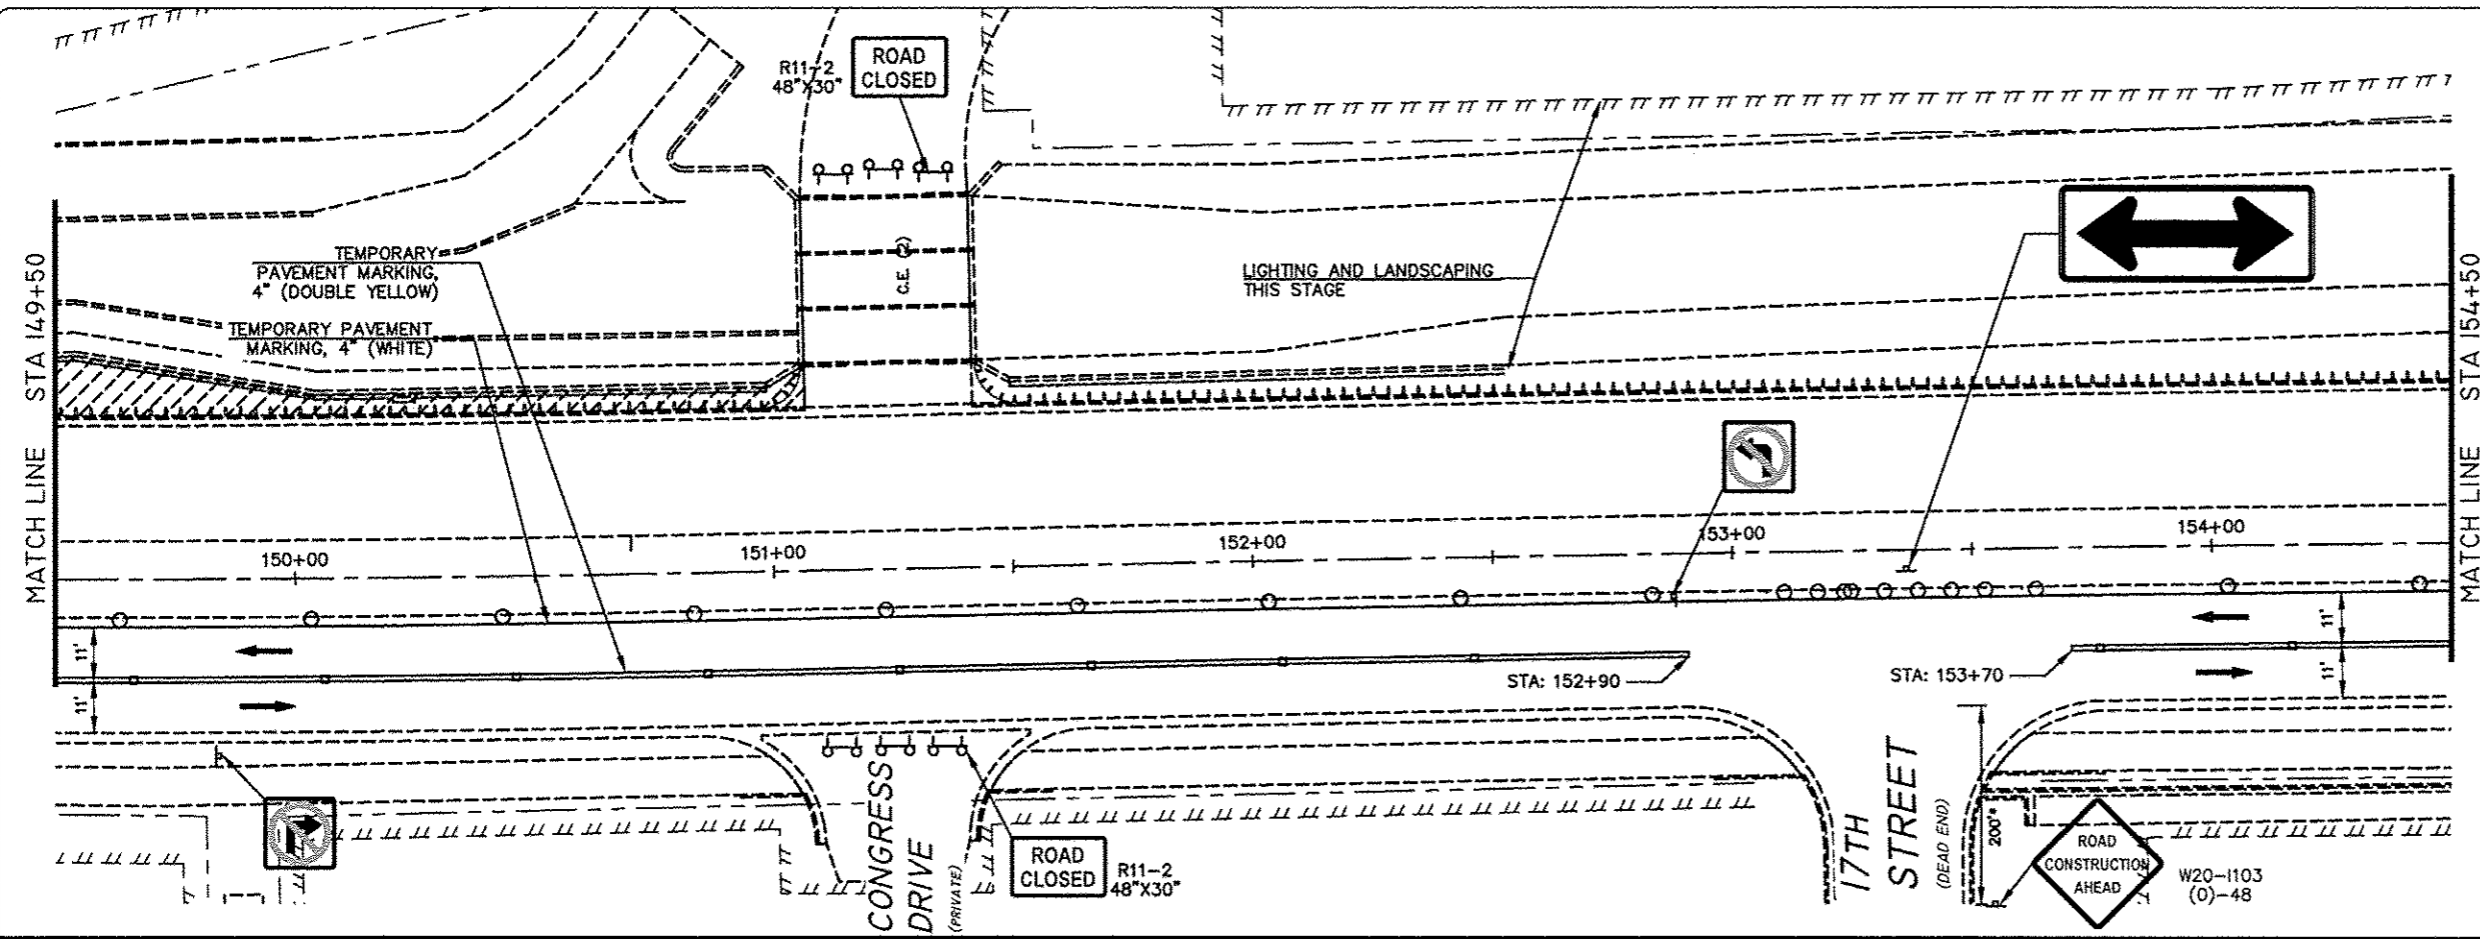 R11-2
48"X30"
ROAD
CLOSED
MATCH LINE STA 149+50
TEMPORARY
PAVEMENT MARKING,
4" (DOUBLE YELLOW)
TEMPORARY PAVEMENT
MARKING, 4" (WHITE)
C.E. (2)
LIGHTING AND LANDSCAPING
THIS STAGE
MATCH LINE STA 154+50
150+00
151+00
152+00
153+00
154+00
11'
11'
11'
11'
STA: 152+90
STA: 153+70
CONGRESS
DRIVE
(PRIVATE)
ROAD
CLOSED
R11-2
48"X30"
17TH
STREET
(DEAD END)
200'±
ROAD
CONSTRUCTION
AHEAD
W20-I103
(O)-48